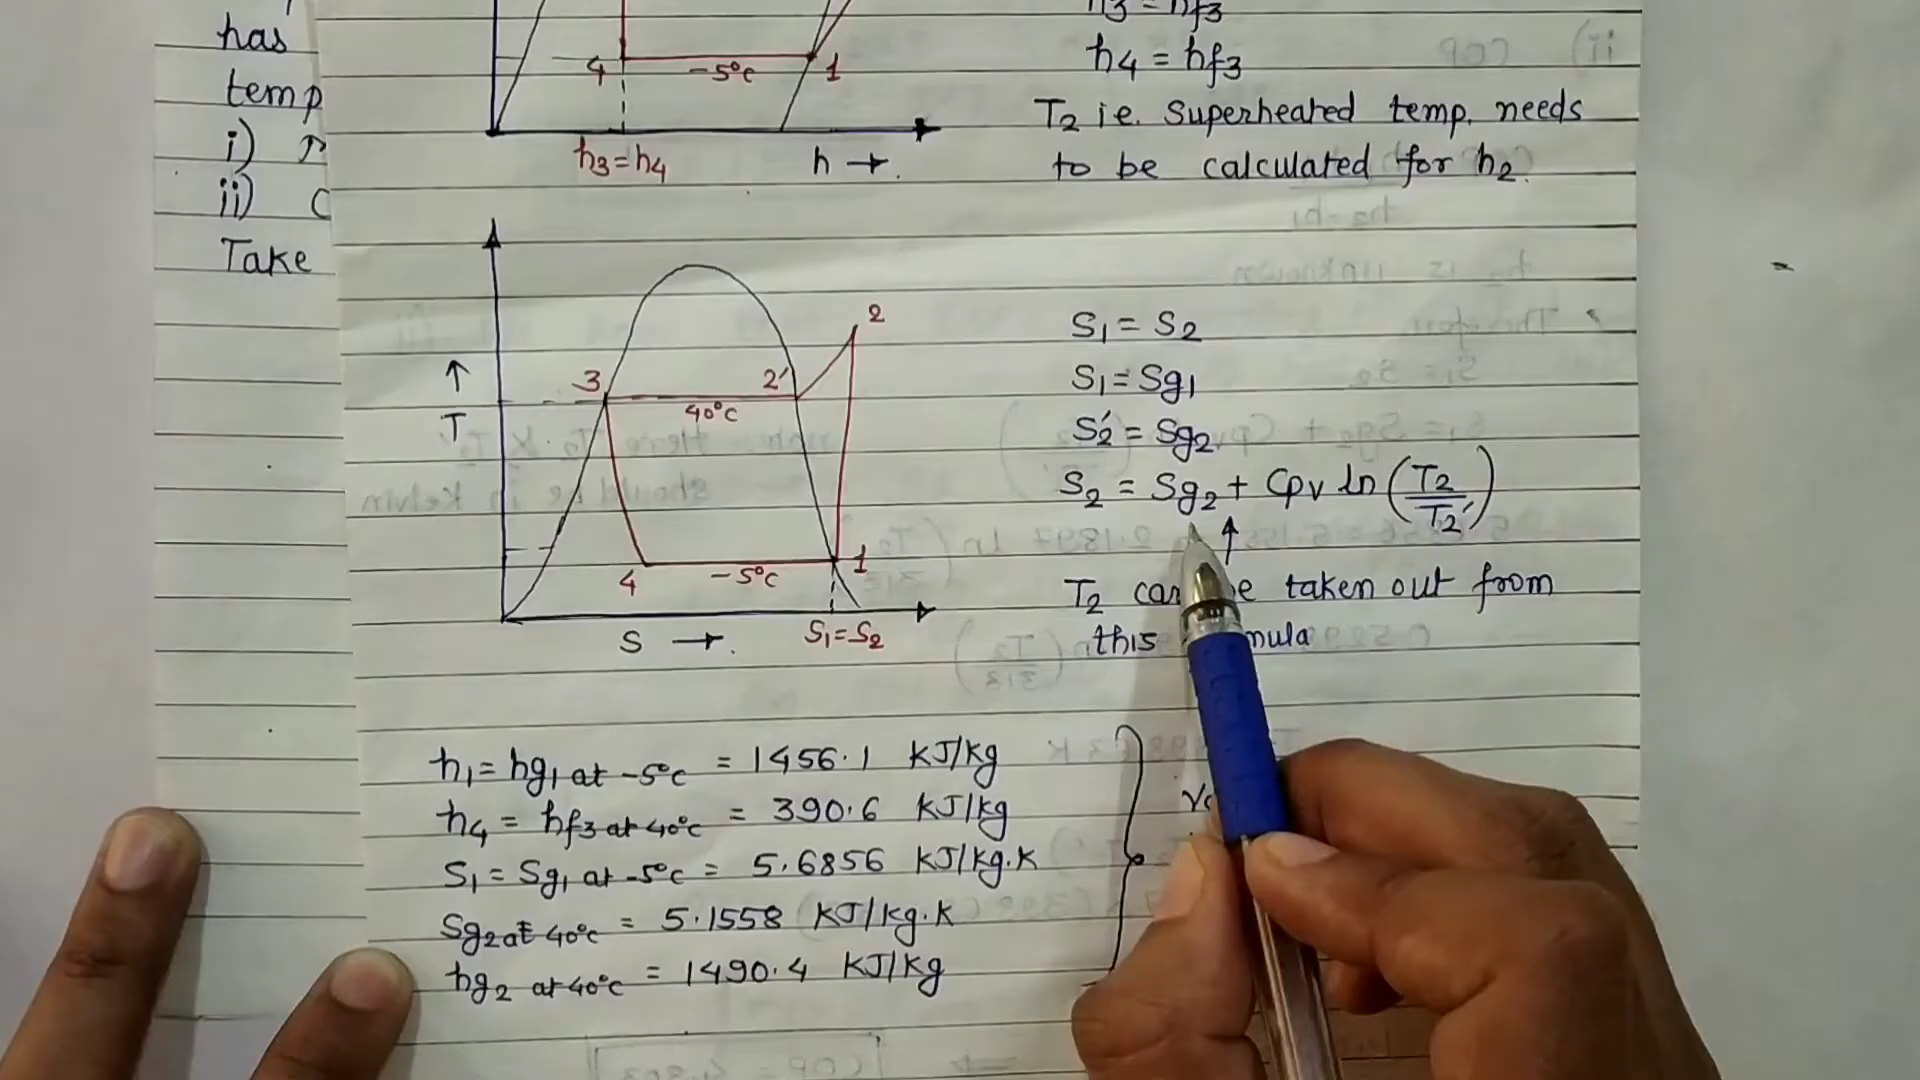 has
temp
i)
ii) C
Take
h3 = hf3
h4 = hf3
T2 i.e. Superheated temp. needs
to be calculated for h2.
4 -5°C 1
h3=h4 h →.
↑
T
3 2' 2
40°C
4 -5°C 1
S →. S1=S2
S1 = S2
S1 = Sg1
S2' = Sg2
S2 = Sg2 + Cpv ln (T2/T2')
T2 can be taken out from
this
h1 = hg1 at -5°C = 1456.1 KJ/kg
h4 = hf3 at 40°C = 390.6 KJ/kg
S1 = Sg1 at -5°C = 5.6856 KJ/kg.K
Sg2 at 40°C = 5.1558 KJ/kg.K
hg2 at 40°C = 1490.4 KJ/kg